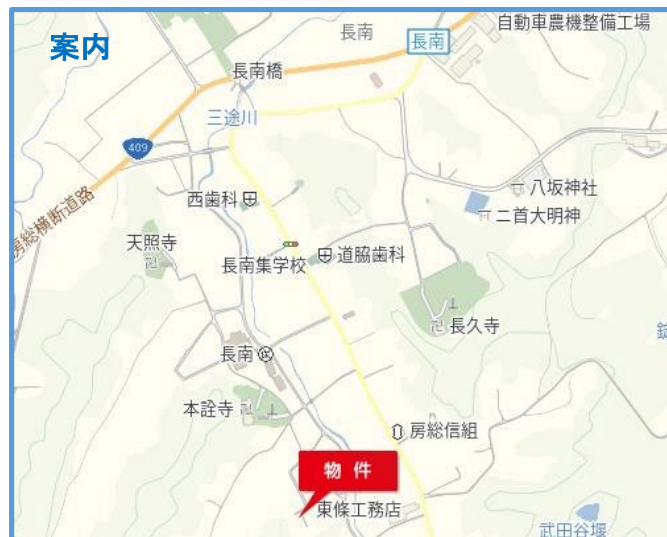 案内
長南
自動車農機整備工場
長南
長南橋
三途川
409
房総横断道路
八坂神社
西歯科
二首大明神
天照寺
道脇歯科
長南集学校
長久寺
長南
本詮寺
房総信組
物件
東條工務店
武田谷堰